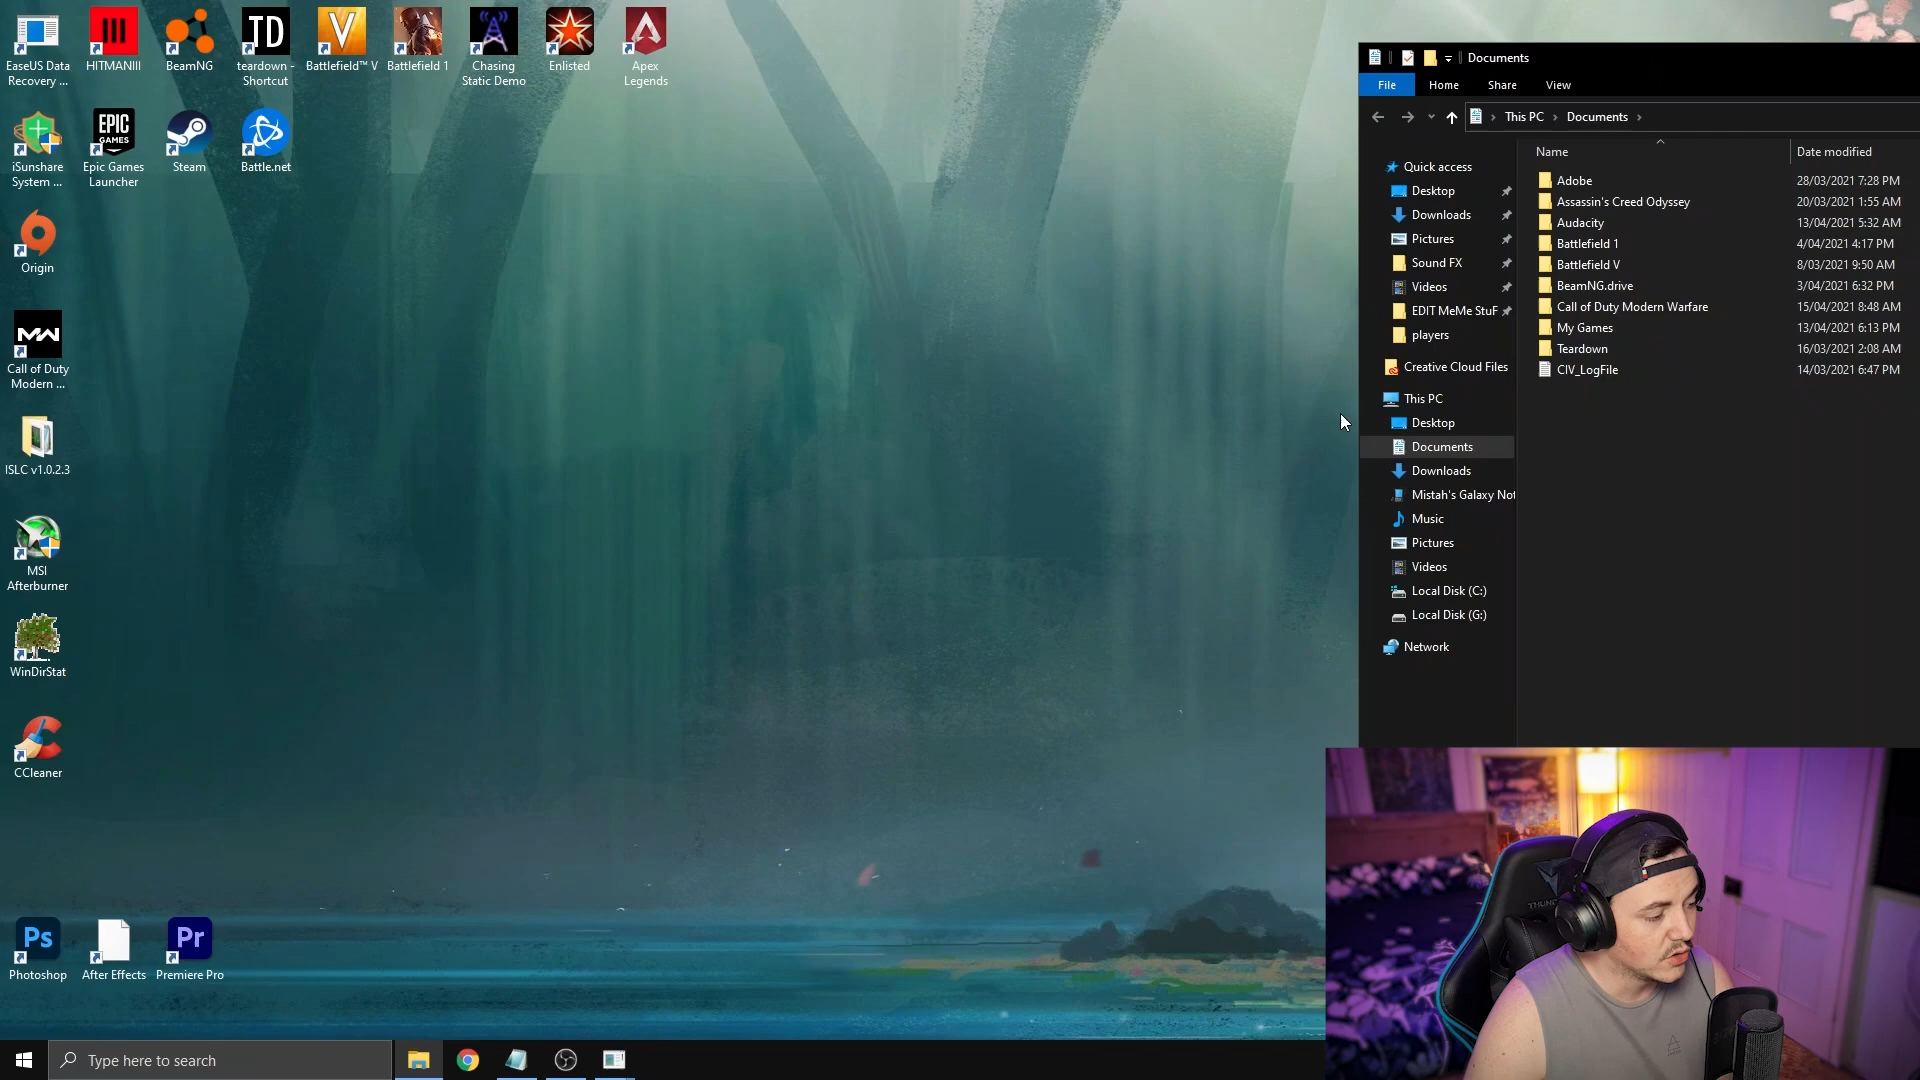 EaseUS Data
Recovery ...
HITMANIII
BeamNG
TD
teardown -
Shortcut
V
Battlefield™ V
Battlefield 1
Chasing
Static Demo
Enlisted
Apex
Legends
iSunshare
System ...
EPIC
GAMES
Epic Games
Launcher
Steam
Battle.net
Origin
MW
Call of Duty
Modern ...
ISLC v1.0.2.3
MSI
Afterburner
WinDirStat
CCleaner
Ps
Photoshop
After Effects
Pr
Premiere Pro
Type here to search
Documents
File Home Share View
This PC > Documents >
Name Date modified
Quick access
Desktop
Downloads
Pictures
Sound FX
Videos
EDIT MeMe StuF
players
Creative Cloud Files
This PC
Desktop
Documents
Downloads
Mistah's Galaxy Not
Music
Pictures
Videos
Local Disk (C:)
Local Disk (G:)
Network
Adobe 28/03/2021 7:28 PM
Assassin's Creed Odyssey 20/03/2021 1:55 AM
Audacity 13/04/2021 5:32 AM
Battlefield 1 4/04/2021 4:17 PM
Battlefield V 8/03/2021 9:50 AM
BeamNG.drive 3/04/2021 6:32 PM
Call of Duty Modern Warfare 15/04/2021 8:48 AM
My Games 13/04/2021 6:13 PM
Teardown 16/03/2021 2:08 AM
CIV_LogFile 14/03/2021 6:47 PM